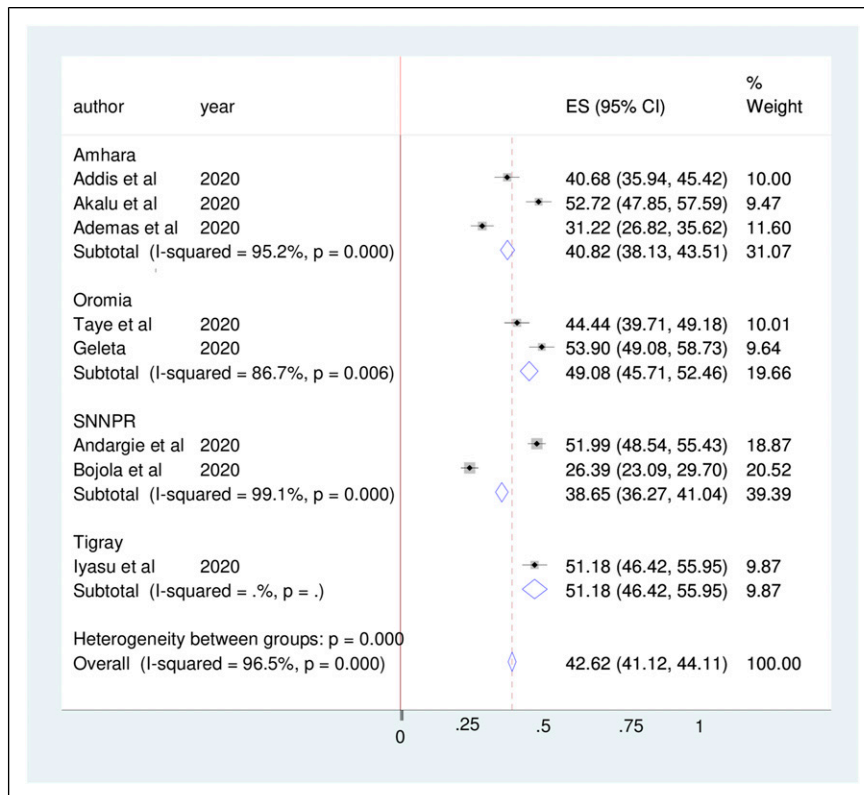 %
author year ES (95% CI) Weight
Amhara
Addis et al 2020 40.68 (35.94, 45.42) 10.00
Akalu et al 2020 52.72 (47.85, 57.59) 9.47
Ademas et al 2020 31.22 (26.82, 35.62) 11.60
Subtotal (I-squared = 95.2%, p = 0.000) 40.82 (38.13, 43.51) 31.07
Oromia
Taye et al 2020 44.44 (39.71, 49.18) 10.01
Geleta 2020 53.90 (49.08, 58.73) 9.64
Subtotal (I-squared = 86.7%, p = 0.006) 49.08 (45.71, 52.46) 19.66
SNNPR
Andargie et al 2020 51.99 (48.54, 55.43) 18.87
Bojola et al 2020 26.39 (23.09, 29.70) 20.52
Subtotal (I-squared = 99.1%, p = 0.000) 38.65 (36.27, 41.04) 39.39
Tigray
Iyasu et al 2020 51.18 (46.42, 55.95) 9.87
Subtotal (I-squared = .%, p = .) 51.18 (46.42, 55.95) 9.87
Heterogeneity between groups: p = 0.000
Overall (I-squared = 96.5%, p = 0.000) 42.62 (41.12, 44.11) 100.00
0 .25 .5 .75 1